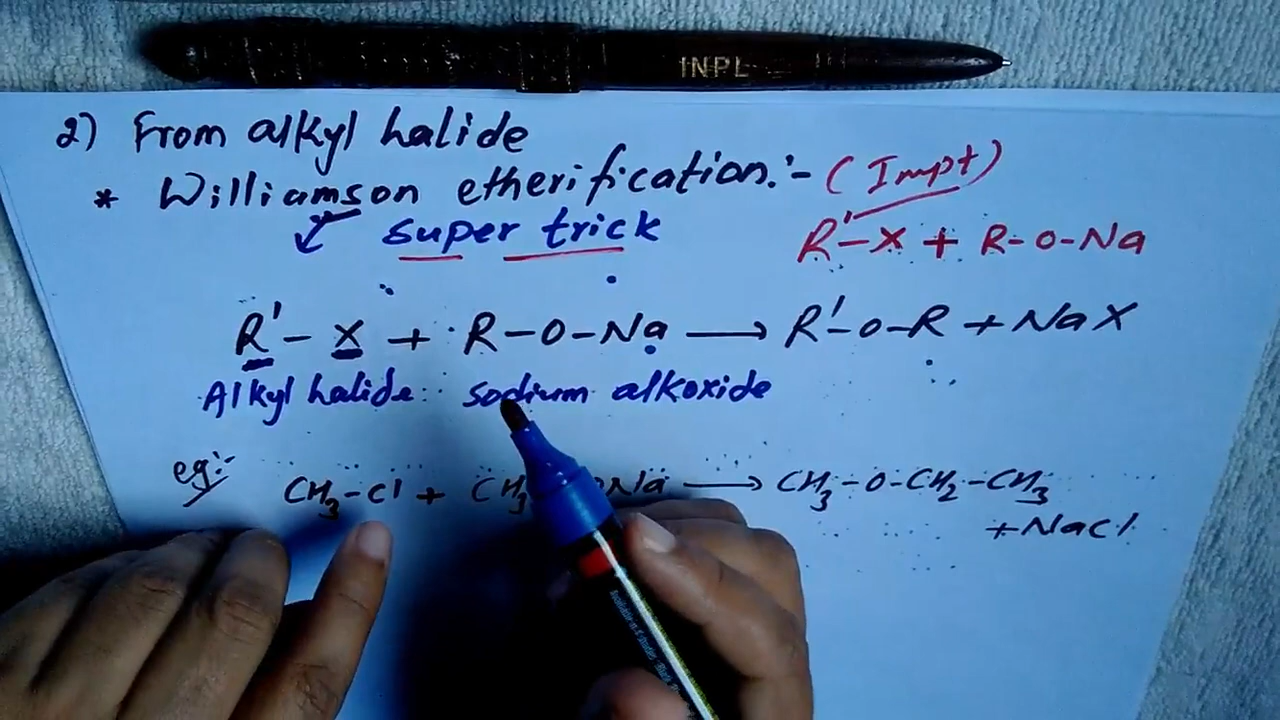 INPL
2) From alkyl halide
* Williamson etherification:- (Impt)
super trick
R'-X + R-O-Na
R'- X + R-O-Na ⟶ R'-O-R + NaX
Alkyl halide sodium alkoxide
eg:- CH3-Cl + CH3 ONa ⟶ CH3-O-CH2-CH3
+NaCl